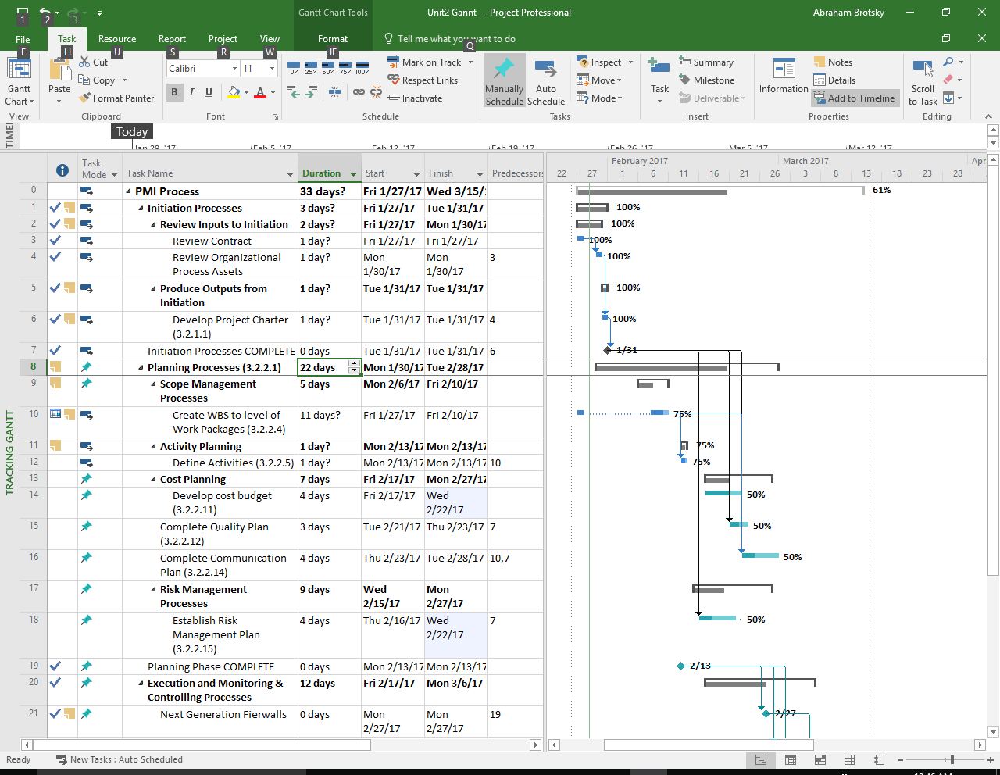 1
2
3
Gantt Chart Tools
Unit2 Gannt - Project Professional
Abraham Brotsky
File
Task
Resource
Report
Project
View
Format
Tell me what you want to do
F
H
U
S
R
W
JF
Q
Gantt
Chart
View
Paste
Cut
Copy
Format Painter
Clipboard
Calibri
11
B I U
A
Font
0% 25% 50% 75% 100%
Mark on Track
Respect Links
Inactivate
Schedule
Manually
Schedule
Auto
Schedule
Inspect
Move
Mode
Tasks
Task
Summary
Milestone
Deliverable
Insert
Information
Notes
Details
Add to Timeline
Properties
Scroll
to Task
Editing
Today
Jan 29, '17
Feb 5, '17
Feb 12, '17
Feb 19, '17
Feb 26, '17
Mar 5, '17
Mar 12, '17
Task
Mode
Task Name
Duration
Start
Finish
Predecessors
February 2017
March 2017
22 27 1 6 11 16 21 26 3 8 13 18 23 28
0 PMI Process 33 days? Fri 1/27/17 Wed 3/15/ 61%
1 Initiation Processes 3 days? Fri 1/27/17 Tue 1/31/17 100%
2 Review Inputs to Initiation 2 days? Fri 1/27/17 Mon 1/30/17 100%
3 Review Contract 1 day? Fri 1/27/17 Fri 1/27/17 100%
4 Review Organizational 1 day? Mon Mon 3 100%
Process Assets 1/30/17 1/30/17
5 Produce Outputs from 1 day? Tue 1/31/17 Tue 1/31/17 100%
Initiation
6 Develop Project Charter 1 day? Tue 1/31/17 Tue 1/31/17 4 100%
(3.2.1.1)
7 Initiation Processes COMPLETE 0 days Tue 1/31/17 Tue 1/31/17 6 1/31
8 Planning Processes (3.2.2.1) 22 days Mon 1/30/17 Tue 2/28/17
9 Scope Management 5 days Mon 2/6/17 Fri 2/10/17
Processes
10 Create WBS to level of 11 days? Fri 1/27/17 Fri 2/10/17 75%
Work Packages (3.2.2.4)
11 Activity Planning 1 day? Mon 2/13/17 Mon 2/13/17 75%
12 Define Activities (3.2.2.5) 1 day? Mon 2/13/17 Mon 2/13/17 10 75%
13 Cost Planning 7 days Fri 2/17/17 Mon 2/27/17
14 Develop cost budget 4 days Fri 2/17/17 Wed 50%
(3.2.2.11) 2/22/17
15 Complete Quality Plan 3 days Tue 2/21/17 Thu 2/23/17 7 50%
(3.2.2.12)
16 Complete Communication 4 days Thu 2/23/17 Tue 2/28/17 10,7 50%
Plan (3.2.2.14)
17 Risk Management 9 days Wed Mon
Processes 2/15/17 2/27/17
18 Establish Risk 4 days Thu 2/16/17 Wed 7 50%
Management Plan 2/22/17
(3.2.2.15)
19 Planning Phase COMPLETE 0 days Mon 2/13/17 Mon 2/13/17 2/13
20 Execution and Monitoring & 12 days Fri 2/17/17 Mon 3/6/17
Controlling Processes
21 Next Generation Fierwalls 0 days Mon Mon 19 2/27
2/27/17 2/27/17
TRACKING GANTT
Ready
New Tasks : Auto Scheduled